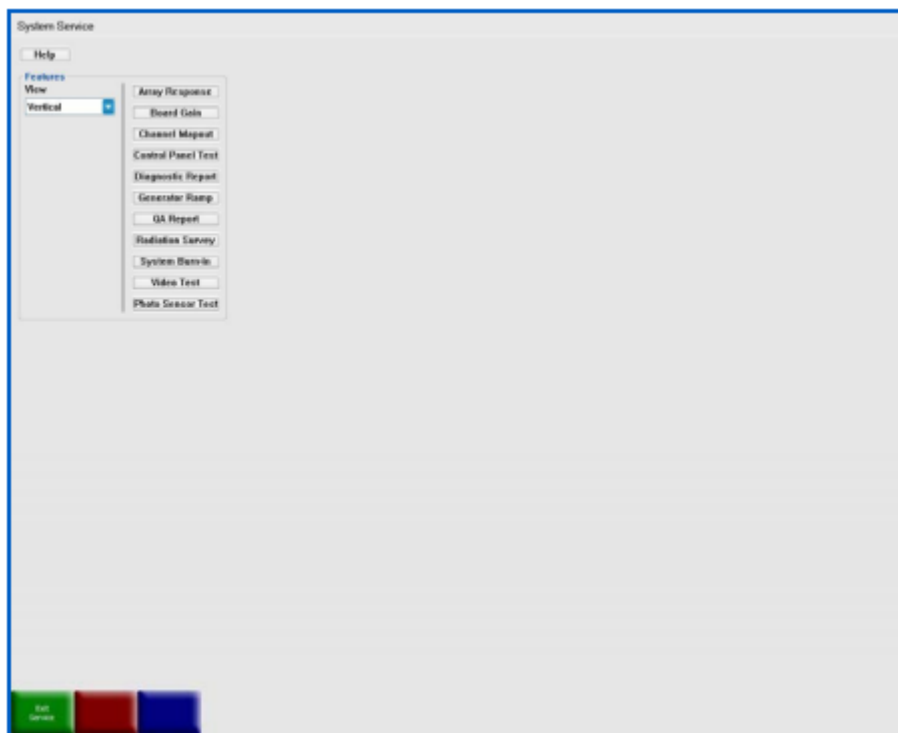 System Service
Help
Features
View
Vertical
Array Response
Board Gain
Channel Mapout
Control Panel Test
Diagnostic Report
Generator Ramp
QA Report
Radiation Survey
System Burn-In
Video Test
Photo Sensor Test
Exit
Service